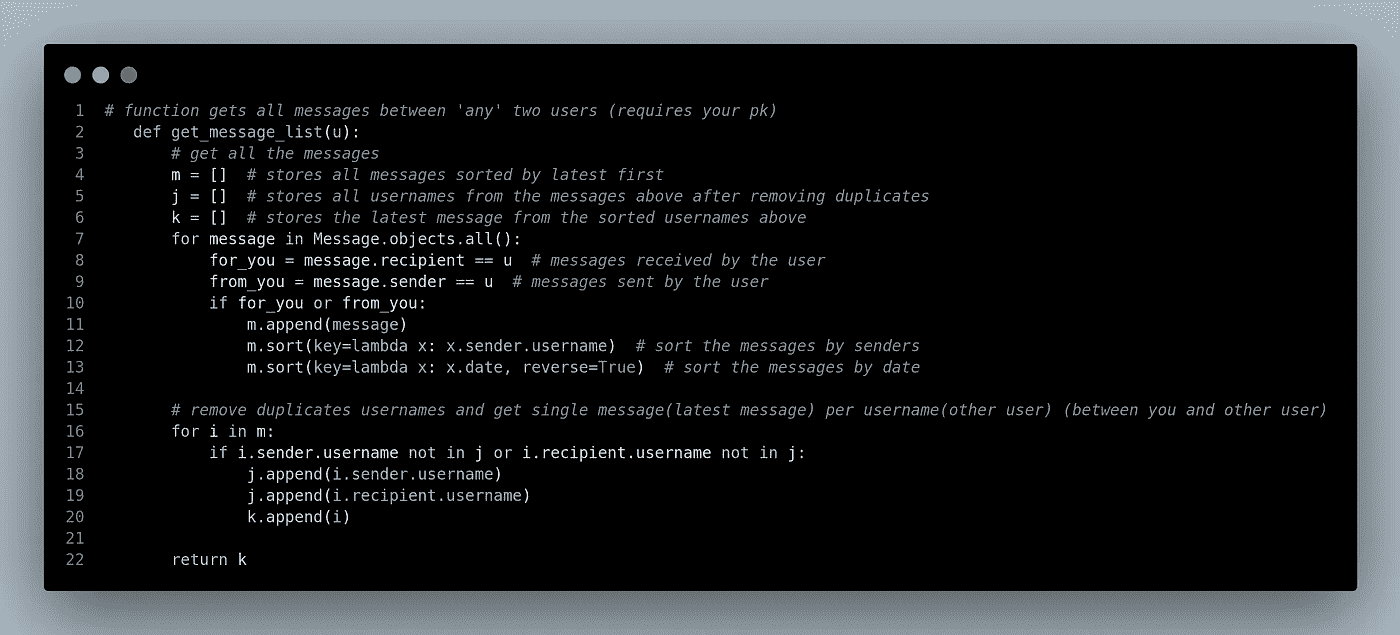 1 # function gets all messages between 'any' two users (requires your pk)
2    def get_message_list(u):
3        # get all the messages
4        m = []  # stores all messages sorted by latest first
5        j = []  # stores all usernames from the messages above after removing duplicates
6        k = []  # stores the latest message from the sorted usernames above
7        for message in Message.objects.all():
8            for_you = message.recipient == u  # messages received by the user
9            from_you = message.sender == u  # messages sent by the user
10            if for_you or from_you:
11                m.append(message)
12                m.sort(key=lambda x: x.sender.username)  # sort the messages by senders
13                m.sort(key=lambda x: x.date, reverse=True)  # sort the messages by date
14
15        # remove duplicates usernames and get single message(latest message) per username(other user) (between you and other user)
16        for i in m:
17            if i.sender.username not in j or i.recipient.username not in j:
18                j.append(i.sender.username)
19                j.append(i.recipient.username)
20                k.append(i)
21
22        return k